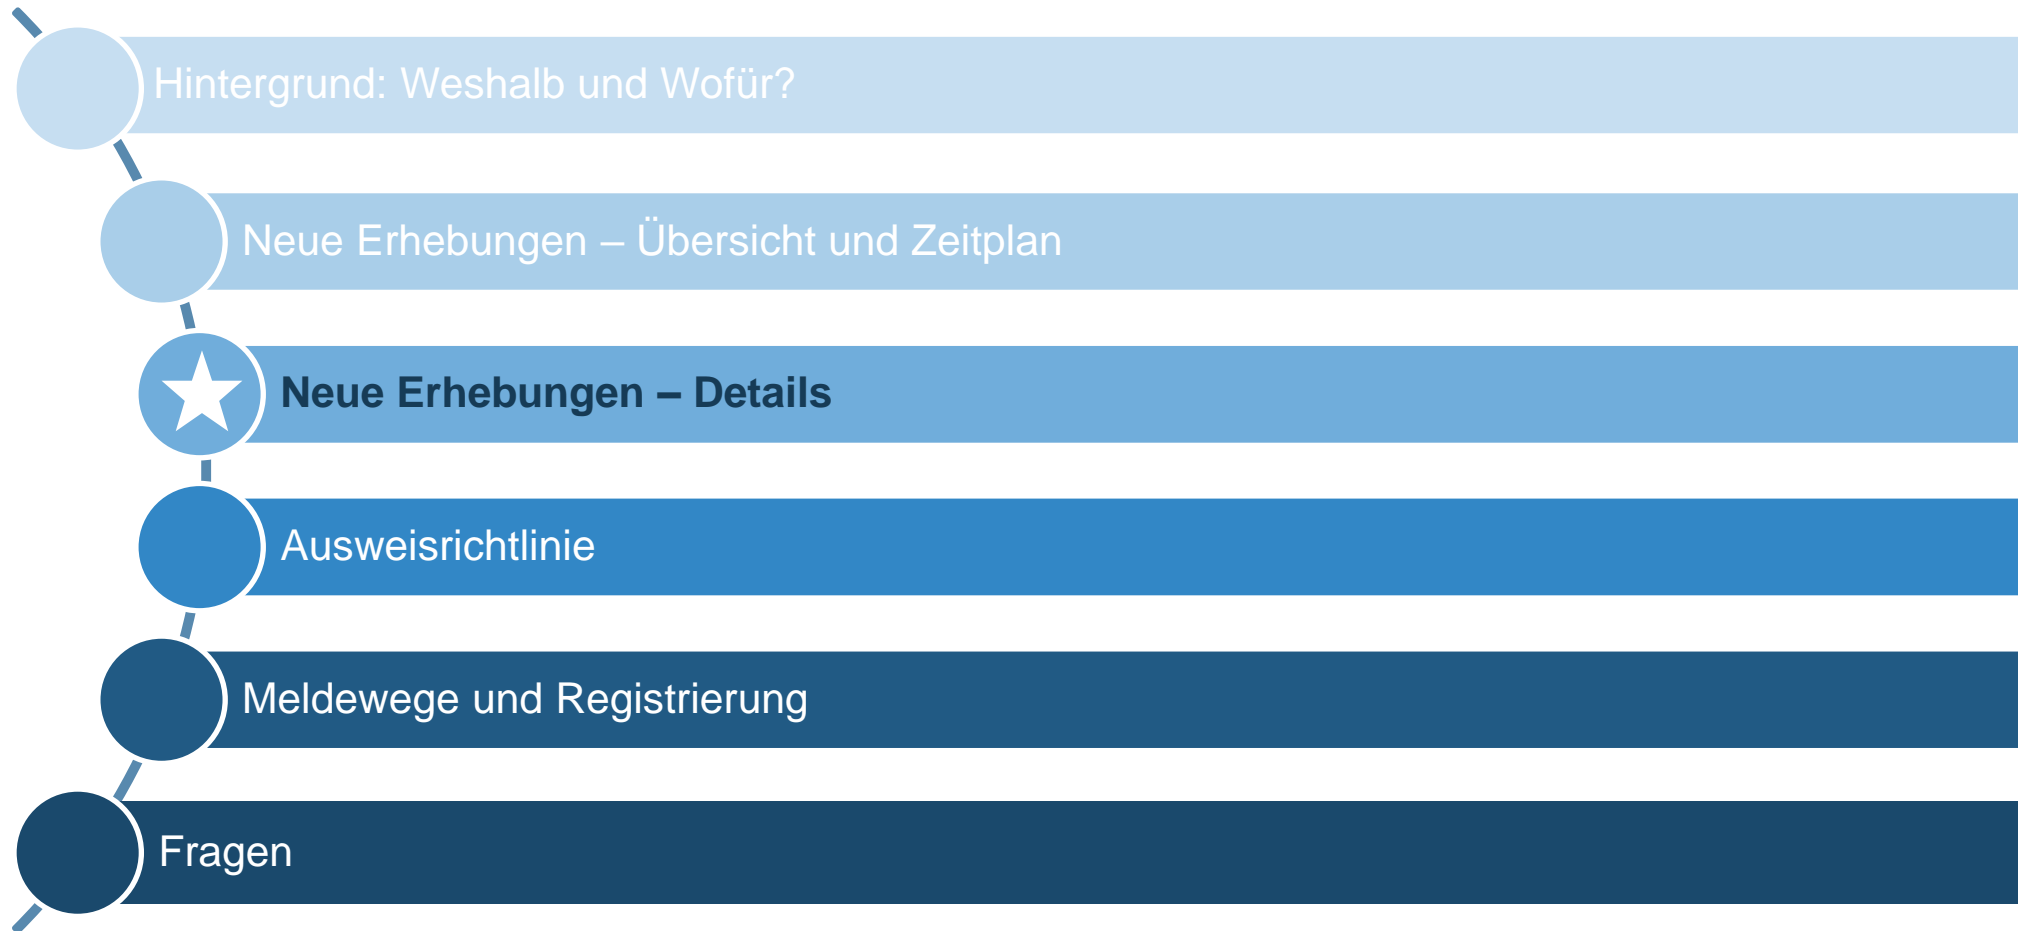 Hintergrund: Weshalb und Wofür?
Neue Erhebungen – Übersicht und Zeitplan
Neue Erhebungen – Details
Ausweisrichtlinie
Meldewege und Registrierung
Fragen